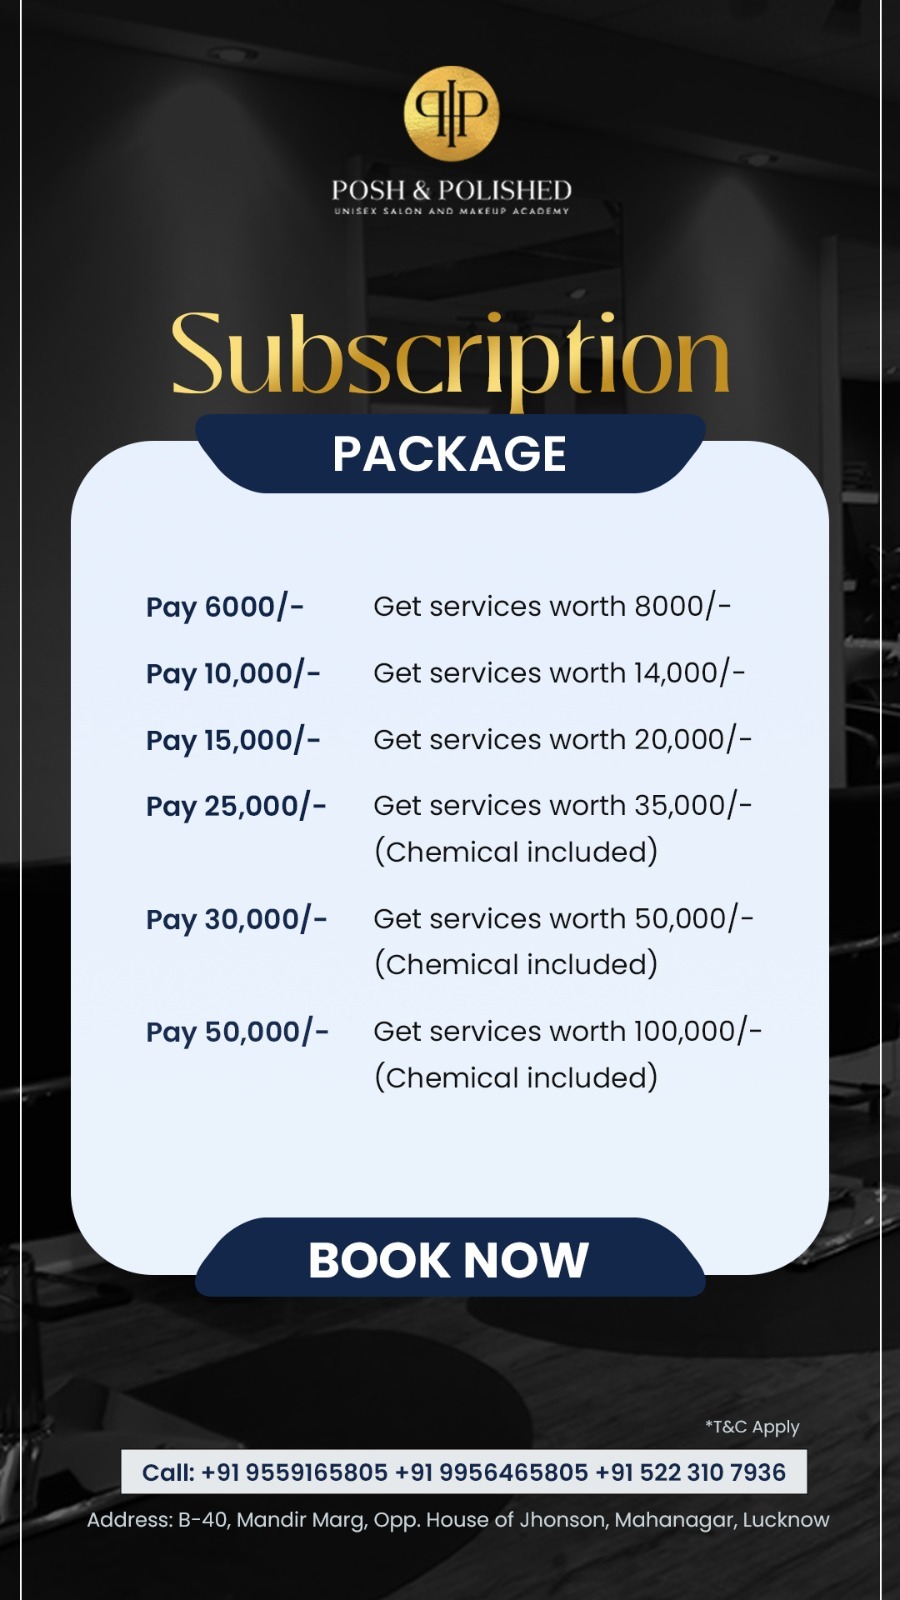 PIP
POSH & POLISHED
UNISEX SALON AND MAKEUP ACADEMY
Subscription
PACKAGE
Pay 6000/- Get services worth 8000/-
Pay 10,000/- Get services worth 14,000/-
Pay 15,000/- Get services worth 20,000/-
Pay 25,000/- Get services worth 35,000/-
(Chemical included)
Pay 30,000/- Get services worth 50,000/-
(Chemical included)
Pay 50,000/- Get services worth 100,000/-
(Chemical included)
BOOK NOW
*T&C Apply
Call: +91 9559165805 +91 9956465805 +91 522 310 7936
Address: B-40, Mandir Marg, Opp. House of Jhonson, Mahanagar, Lucknow